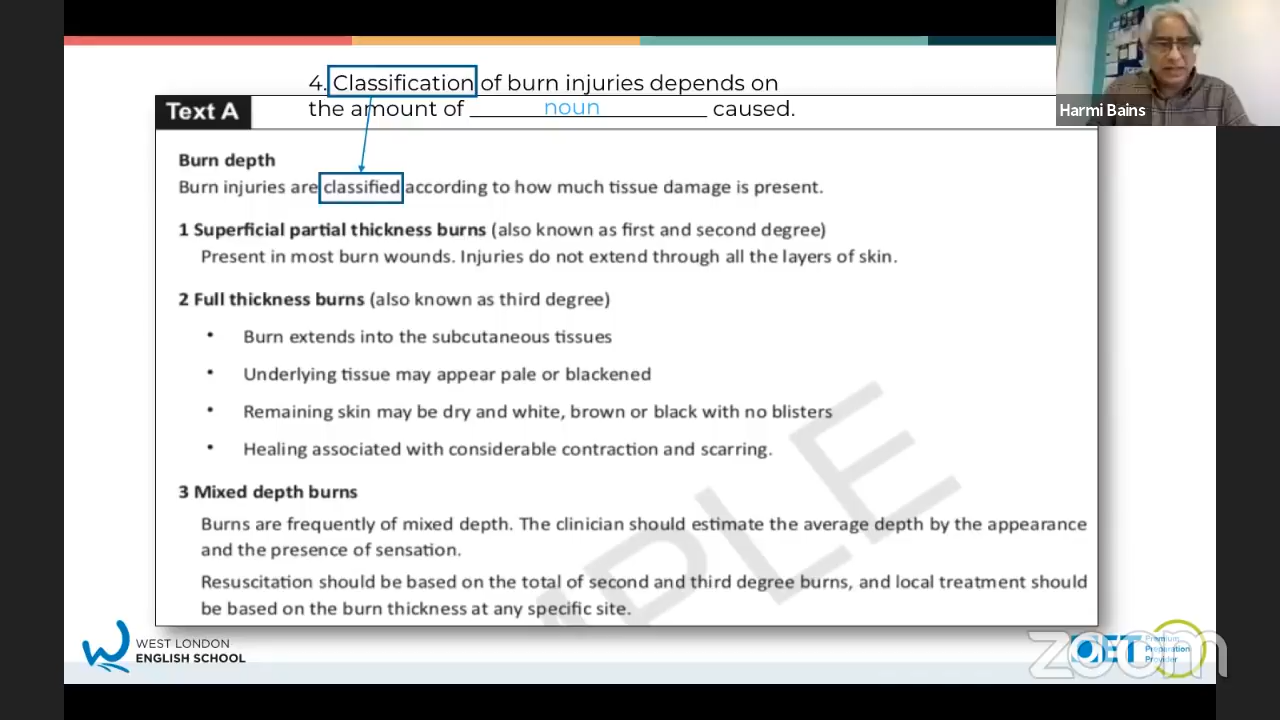 4. Classification of burn injuries depends on
the amount of noun caused.
Harmi Bains
Text A
Burn depth
Burn injuries are classified according to how much tissue damage is present.
1 Superficial partial thickness burns (also known as first and second degree)
Present in most burn wounds. Injuries do not extend through all the layers of skin.
2 Full thickness burns (also known as third degree)
• Burn extends into the subcutaneous tissues
• Underlying tissue may appear pale or blackened
• Remaining skin may be dry and white, brown or black with no blisters
• Healing associated with considerable contraction and scarring.
3 Mixed depth burns
Burns are frequently of mixed depth. The clinician should estimate the average depth by the appearance
and the presence of sensation.
Resuscitation should be based on the total of second and third degree burns, and local treatment should
be based on the burn thickness at any specific site.
MPLE
WEST LONDON
ENGLISH SCHOOL
OET
Premium
Preparation
Provider
zoom